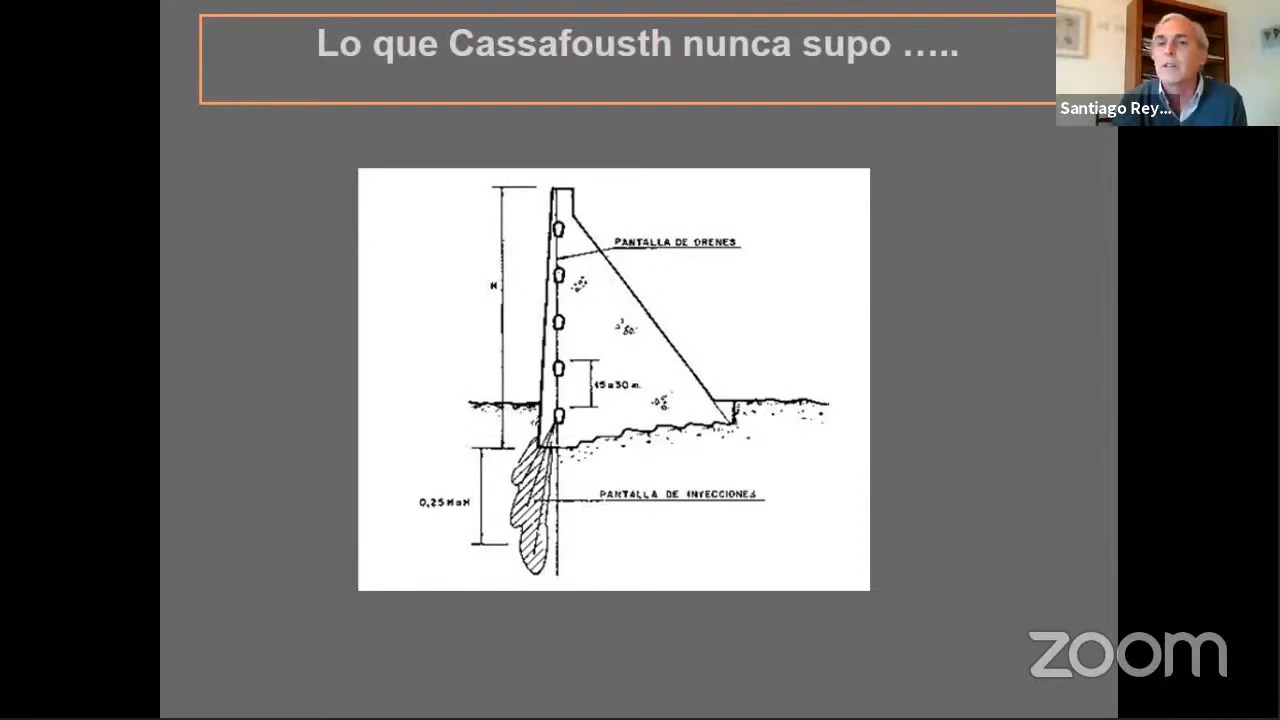 Lo que Cassafousth nunca supo …..
Santiago Rey...
PANTALLA DE DRENES
H
15 a 30 m.
PANTALLA DE INYECCIONES
0,25 H a H
zoom